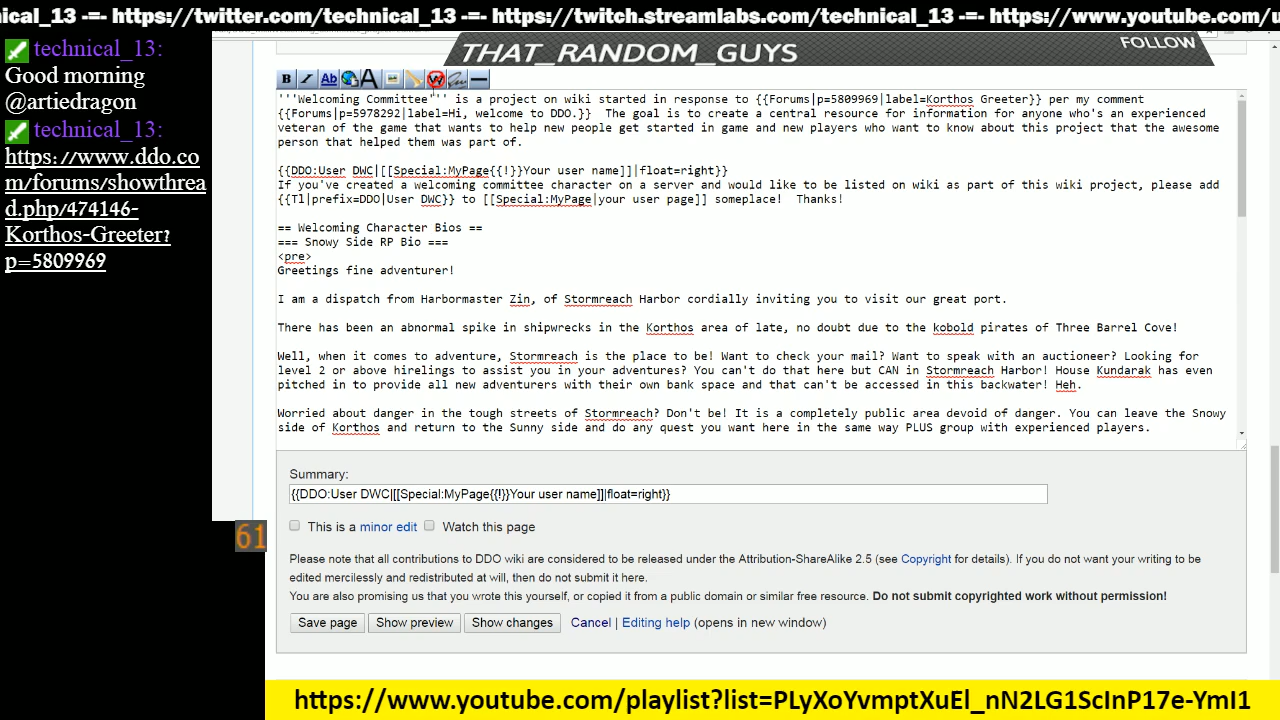 https://twitter.com/technical_13 -=- https://twitch.streamlabs.com/technical_13 -=- https://www.youtube.com/u
technical_13:
Good morning
@artiedragon
technical_13:
https://www.ddo.co
m/forums/showthrea
d.php/474146-
Korthos-Greeter?
p=5809969
THAT_RANDOM_GUYS
FOLLOW
B I Ab A
'''Welcoming Committee''' is a project on wiki started in response to {{Forums|p=5809969|label=Korthos Greeter}} per my comment
{{Forums|p=5978292|label=Hi, welcome to DDO.}}  The goal is to create a central resource for information for anyone who's an experienced
veteran of the game that wants to help new people get started in game and new players who want to know about this project that the awesome
person that helped them was part of.
{{DDO:User DWC|[[Special:MyPage{{!}}Your user name]]|float=right}}
If you've created a welcoming committee character on a server and would like to be listed on wiki as part of this wiki project, please add
{{Tl|prefix=DDO|User DWC}} to [[Special:MyPage|your user page]] someplace!  Thanks!
== Welcoming Character Bios ==
=== Snowy Side RP Bio ===
<pre>
Greetings fine adventurer!
I am a dispatch from Harbormaster Zin, of Stormreach Harbor cordially inviting you to visit our great port.
There has been an abnormal spike in shipwrecks in the Korthos area of late, no doubt due to the kobold pirates of Three Barrel Cove!
Well, when it comes to adventure, Stormreach is the place to be! Want to check your mail? Want to speak with an auctioneer? Looking for
level 2 or above hirelings to assist you in your adventures? You can't do that here but CAN in Stormreach Harbor! House Kundarak has even
pitched in to provide all new adventurers with their own bank space and that can't be accessed in this backwater! Heh.
Worried about danger in the tough streets of Stormreach? Don't be! It is a completely public area devoid of danger. You can leave the Snowy
side of Korthos and return to the Sunny side and do any quest you want here in the same way PLUS group with experienced players.
Summary:
{{DDO:User DWC|[[Special:MyPage{{!}}Your user name]]|float=right}}
61
This is a minor edit Watch this page
Please note that all contributions to DDO wiki are considered to be released under the Attribution-ShareAlike 2.5 (see Copyright for details). If you do not want your writing to be
edited mercilessly and redistributed at will, then do not submit it here.
You are also promising us that you wrote this yourself, or copied it from a public domain or similar free resource. Do not submit copyrighted work without permission!
Save page Show preview Show changes Cancel | Editing help (opens in new window)
https://www.youtube.com/playlist?list=PLyXoYvmptXuEl_nN2LG1ScInP17e-YmI1